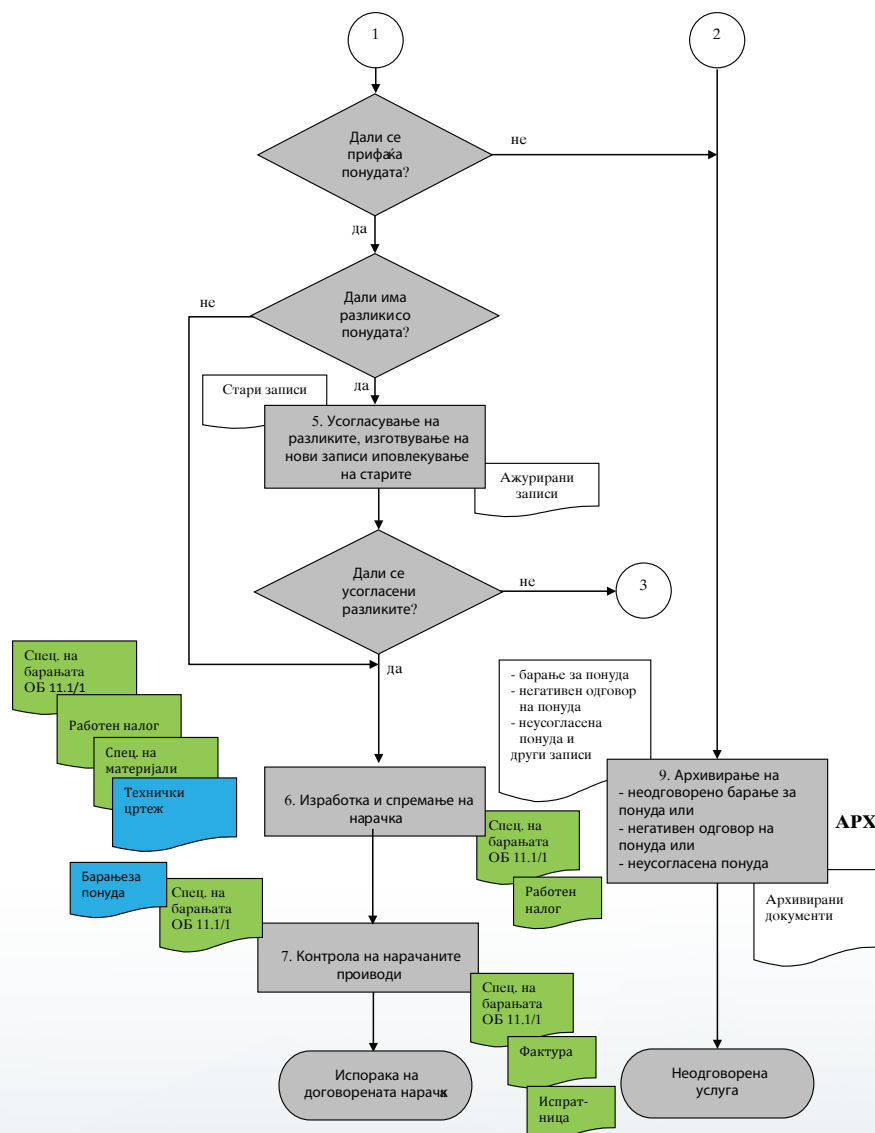 1
2
Дали се
прифаќа
понудата?
не
да
Дали има
разликисо
понудата?
не
да
Стари записи
5. Усогласување на
разликите, изготвување на
нови записи иповлекување
на старите
Ажурирани
записи
Дали се
усогласени
разликите?
не
3
да
Спец. на
барањата
ОБ 11.1/1
Работен налог
Спец. на
материјали
Технички
цртеж
- барање за понуда
- негативен одговор
на понуда
- неусогласена
понуда и
други записи
6. Изработка и спремање на
нарачка
Спец. на
барањата
ОБ 11.1/1
Работен
налог
9. Архивирање на
- неодговорено барање за
понуда или
- негативен одговор на
понуда или
- неусогласена понуда
АРХ
Архивирани
документи
Барањеза
понуда
Спец. на
барањата
ОБ 11.1/1
7. Контрола на нарачаните
проиводи
Спец. на
барањата
ОБ 11.1/1
Фактура
Испрат-
ница
Испорака на
договорената нарачк
Неодговорена
услуга